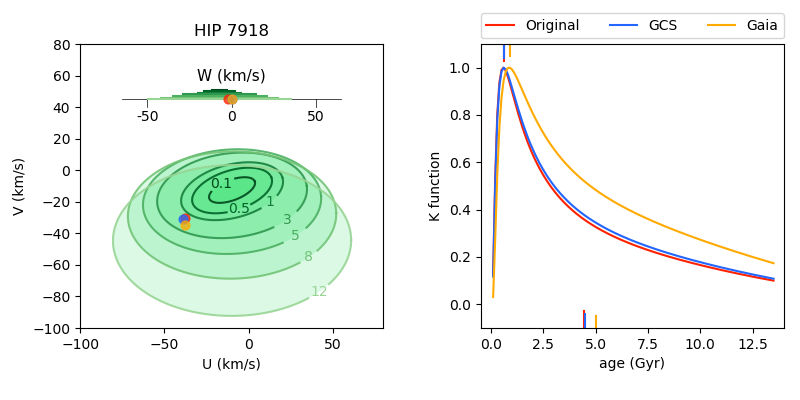 HIP 7918
Original GCS Gaia
80
60
40
20
0
−20
−40
−60
−80
−100
V (km/s)
W (km/s)
-50 0 50
0.1
0.5
1
3
5
8
12
−100 −50 0 50
U (km/s)
K function
1.0
0.8
0.6
0.4
0.2
0.0
0.0 2.5 5.0 7.5 10.0 12.5
age (Gyr)